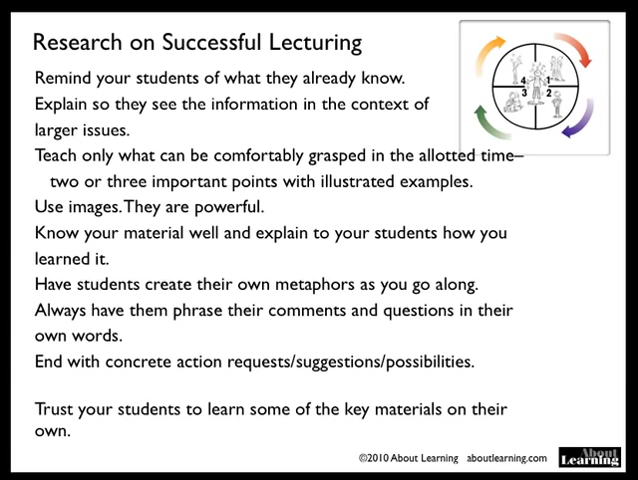 Research on Successful Lecturing
Remind your students of what they already know.
Explain so they see the information in the context of
larger issues.
Teach only what can be comfortably grasped in the allotted time–
two or three important points with illustrated examples.
Use images. They are powerful.
Know your material well and explain to your students how you
learned it.
Have students create their own metaphors as you go along.
Always have them phrase their comments and questions in their
own words.
End with concrete action requests/suggestions/possibilities.
Trust your students to learn some of the key materials on their
own.
4 1
3 2
©2010 About Learning aboutlearning.com
About
Learning